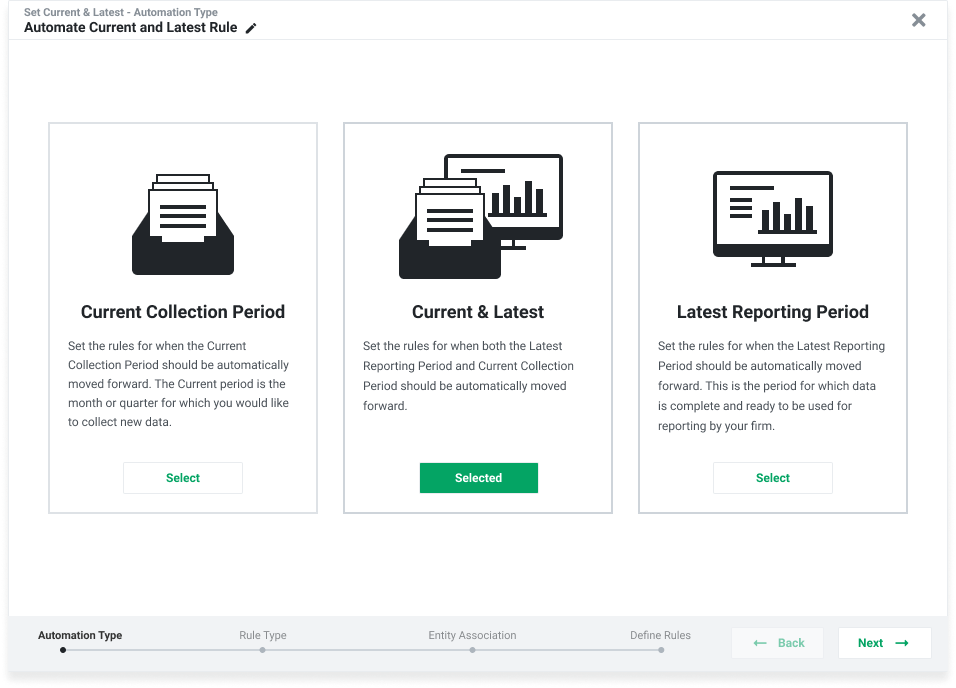 Set Current & Latest - Automation Type
Automate Current and Latest Rule
Current Collection Period
Set the rules for when the Current
Collection Period should be automatically
moved forward. The Current period is the
month or quarter for which you would like
to collect new data.
Select
Current & Latest
Set the rules for when both the Latest
Reporting Period and Current Collection
Period should be automatically moved
forward.
Selected
Latest Reporting Period
Set the rules for when the Latest Reporting
Period should be automatically moved
forward. This is the period for which data
is complete and ready to be used for
reporting by your firm.
Select
Automation Type
Rule Type
Entity Association
Define Rules
Back
Next